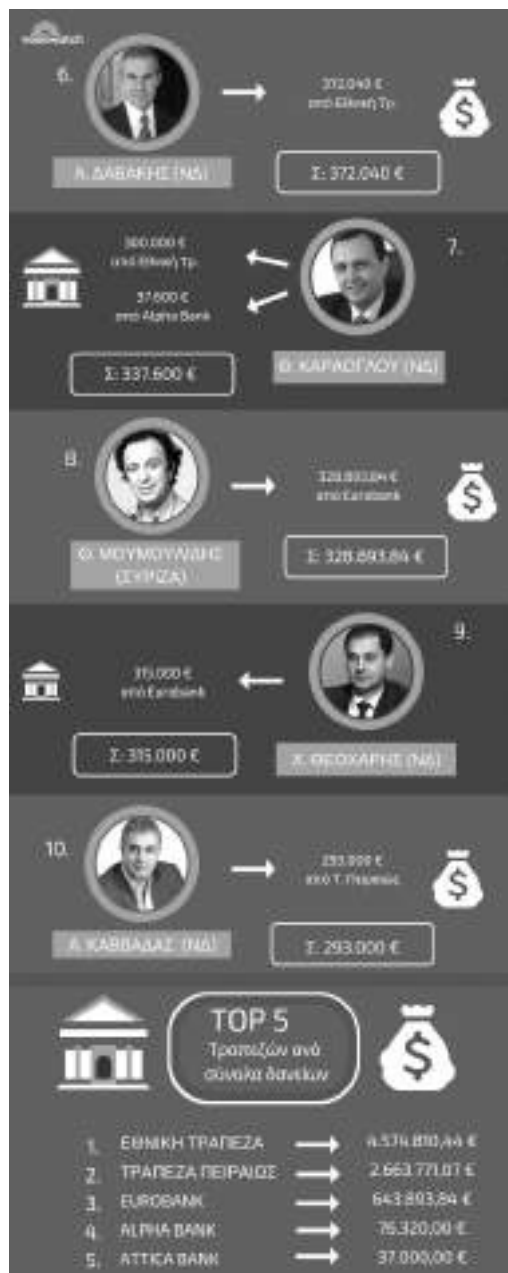 6.
372.040 €
από Εθνική Τρ.
Α. ΔΑΒΑΚΗΣ (ΝΔ)
Σ: 372.040 €
7.
300.000 €
από Εθνική Τρ.
37.600 €
από Alpha Bank
Σ: 337.600 €
Θ. ΚΑΡΑΟΓΛΟΥ (ΝΔ)
8.
328.893,84 €
από Eurobank
Θ. ΜΟΥΜΟΥΛΙΔΗΣ
(ΣΥΡΙΖΑ)
Σ: 328.893,84 €
9.
315.000 €
από Eurobank
Σ: 315.000 €
Χ. ΘΕΟΧΑΡΗΣ (ΝΔ)
10.
293.000 €
από Τ. Πειραιώς
Α. ΚΑΒΒΑΔΑΣ (ΝΔ)
Σ: 293.000 €
TOP 5
Τραπεζών ανά
σύνολα δανείων
1. ΕΘΝΙΚΗ ΤΡΑΠΕΖΑ 4.574.810,44 €
2. ΤΡΑΠΕΖΑ ΠΕΙΡΑΙΩΣ 2.663.771,07 €
3. EUROBANK 643.893,84 €
4. ALPHA BANK 76.320,00 €
5. ATTICA BANK 37.000,00 €